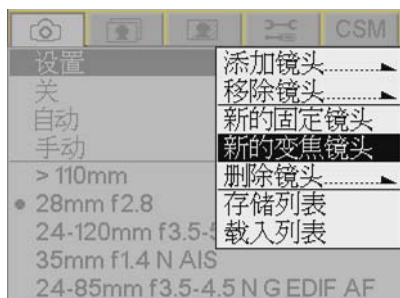 CSM
设置
关
自动
手动
> 110mm
28mm f2.8
24-120mm f3.5-5
35mm f1.4 N AIS
24-85mm f3.5-4.5 N G EDIF AF
添加镜头.........
移除镜头.........
新的固定镜头
新的变焦镜头
删除镜头.........
存储列表
载入列表